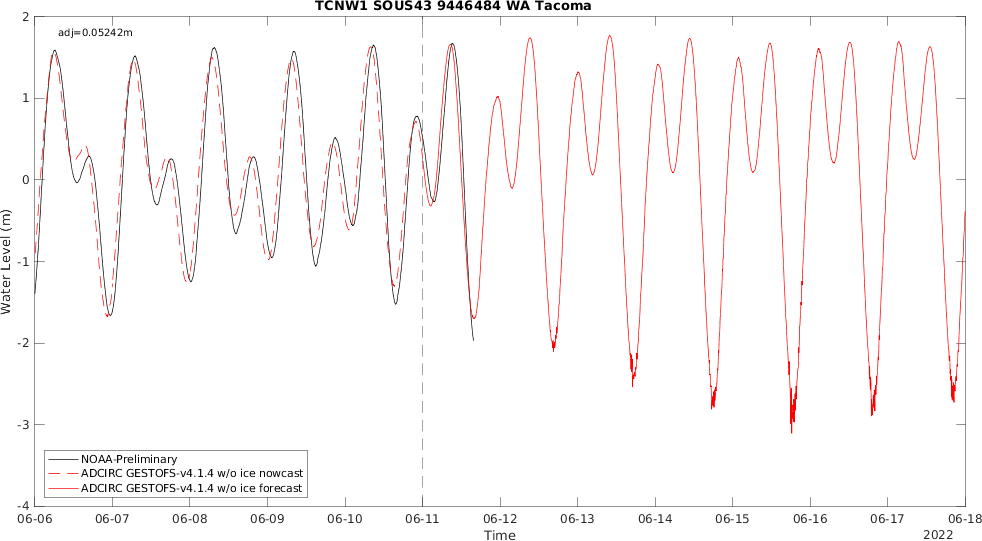 TCNW1 SOUS43 9446484 WA Tacoma
adj=0.05242m
Water Level (m)
2
1
0
-1
-2
-3
-4
NOAA-Preliminary
ADCIRC GESTOFS-v4.1.4 w/o ice nowcast
ADCIRC GESTOFS-v4.1.4 w/o ice forecast
06-06 06-07 06-08 06-09 06-10 06-11 06-12 06-13 06-14 06-15 06-16 06-17 06-18
Time
2022